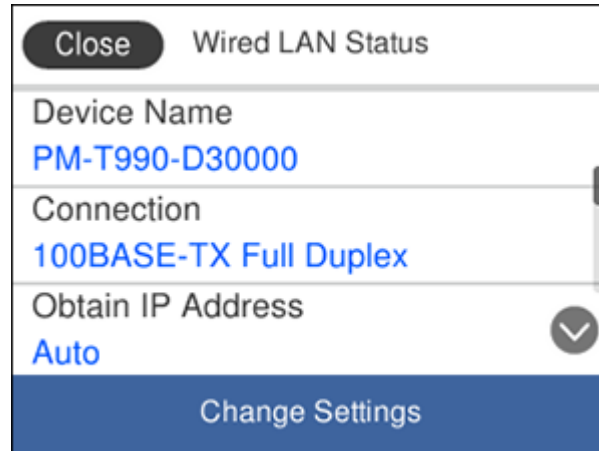 Close
Wired LAN Status
Device Name
PM-T990-D30000
Connection
100BASE-TX Full Duplex
Obtain IP Address
Auto
Change Settings